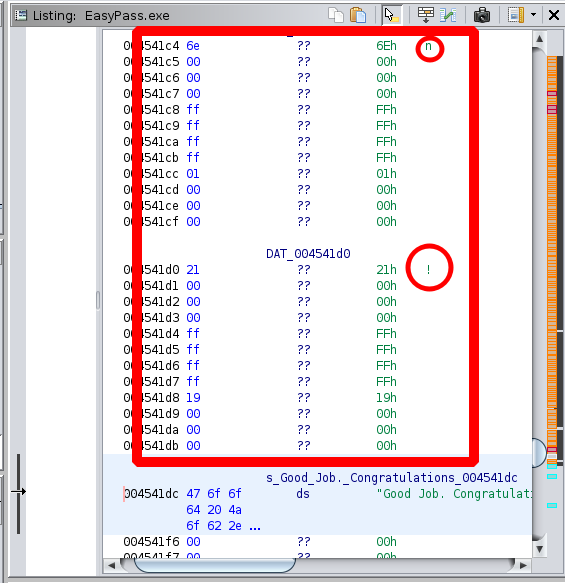 Listing: EasyPass.exe
004541c4 6e ?? 6Eh n
004541c5 00 ?? 00h
004541c6 00 ?? 00h
004541c7 00 ?? 00h
004541c8 ff ?? FFh
004541c9 ff ?? FFh
004541ca ff ?? FFh
004541cb ff ?? FFh
004541cc 01 ?? 01h
004541cd 00 ?? 00h
004541ce 00 ?? 00h
004541cf 00 ?? 00h
DAT_004541d0
004541d0 21 ?? 21h !
004541d1 00 ?? 00h
004541d2 00 ?? 00h
004541d3 00 ?? 00h
004541d4 ff ?? FFh
004541d5 ff ?? FFh
004541d6 ff ?? FFh
004541d7 ff ?? FFh
004541d8 19 ?? 19h
004541d9 00 ?? 00h
004541da 00 ?? 00h
004541db 00 ?? 00h
s_Good_Job._Congratulations_004541dc
004541dc 47 6f 6f ds "Good Job. Congratulati
64 20 4a
6f 62 2e ...
004541f6 00 ?? 00h
004541f7 00 ?? 00h